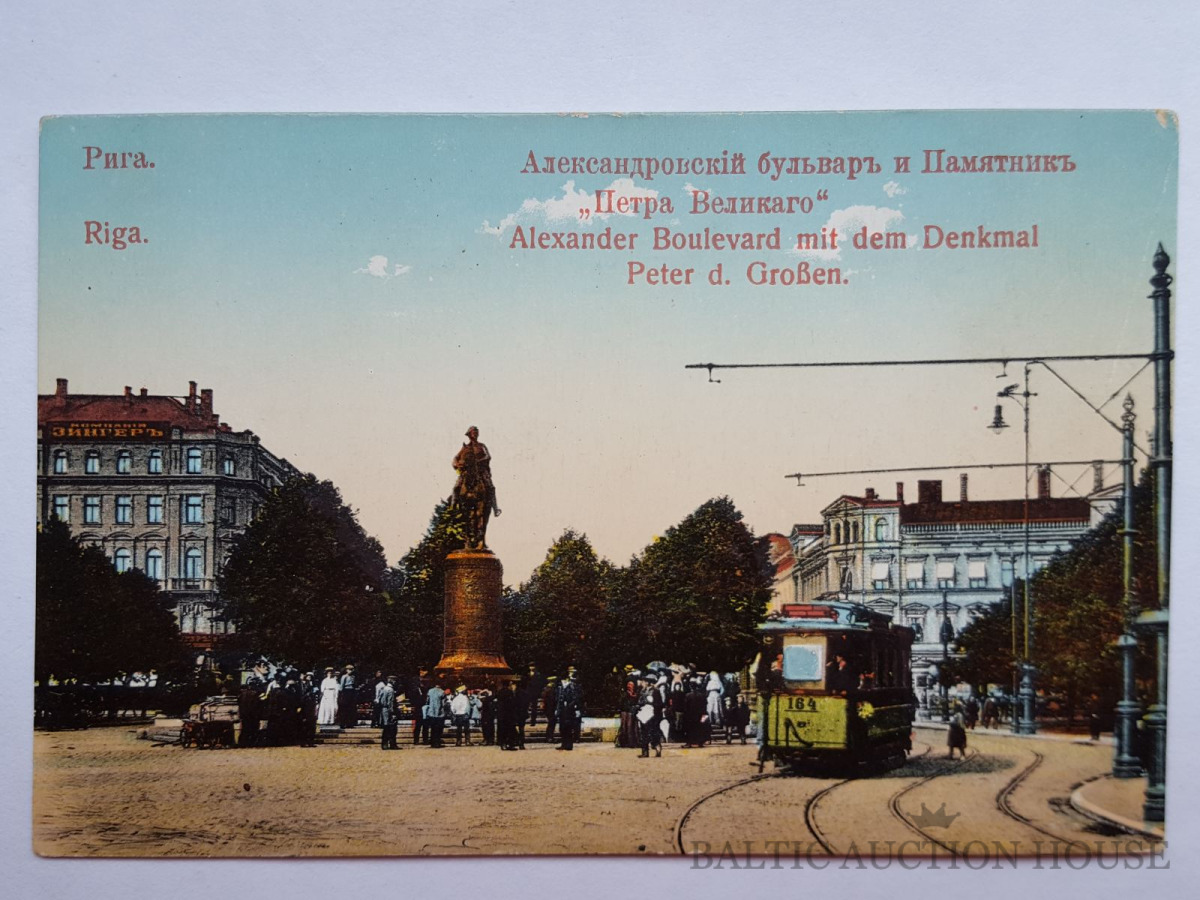 Рига.
Riga.
Александровскій бульваръ и Памятникъ
„Петра Великаго“
Alexander Boulevard mit dem Denkmal
Peter d. Großen.
КОМПАНІЯ
ЗИНГЕРЪ
164
BALTIC AUCTION HOUSE